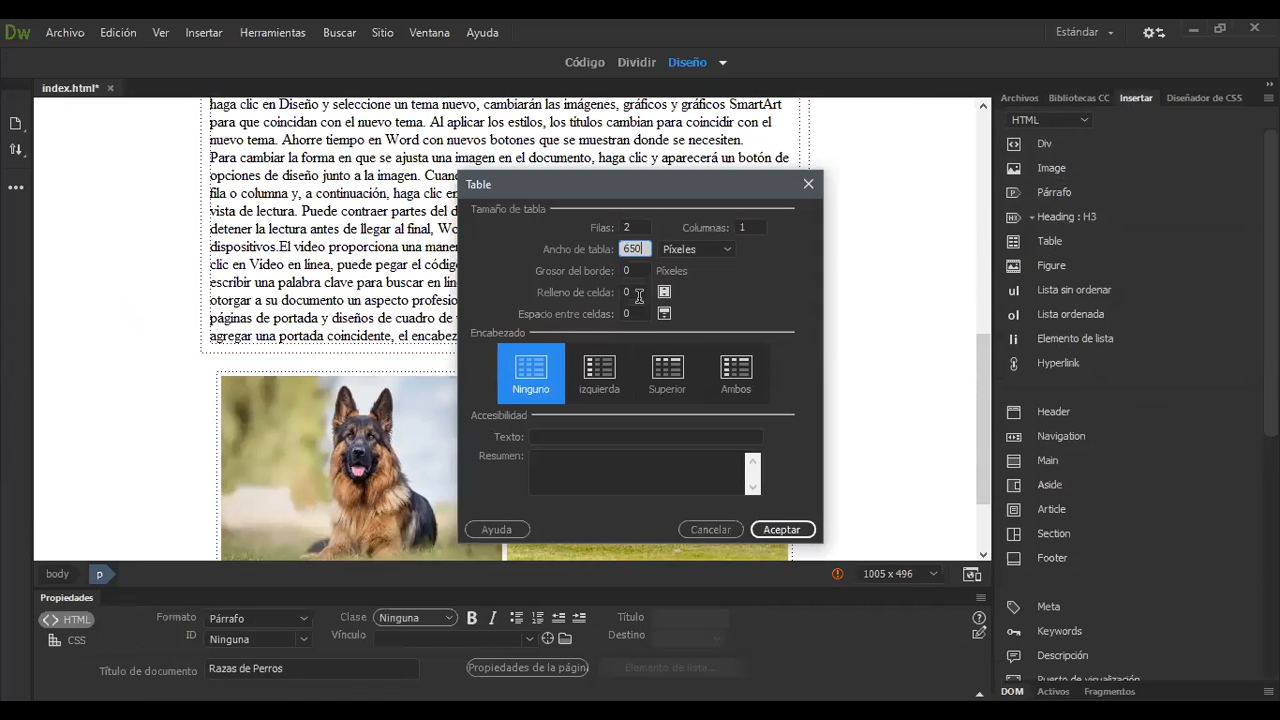 Dw Archivo Edición Ver Insertar Herramientas Buscar Sitio Ventana Ayuda Estándar
Código Dividir Diseño
index.html*
haga clic en Diseño y seleccione un tema nuevo, cambiarán las imágenes, gráficos y gráficos SmartArt
para que coincidan con el nuevo tema. Al aplicar los estilos, los títulos cambian para coincidir con el
nuevo tema. Ahorre tiempo en Word con nuevos botones que se muestran donde se necesiten.
Para cambiar la forma en que se ajusta una imagen en el documento, haga clic y aparecerá un botón de
opciones de diseño junto a la imagen. Cuan
fila o columna y, a continuación, haga clic en
vista de lectura. Puede contraer partes del d
detener la lectura antes de llegar al final, Wo
dispositivos.El video proporciona una maner
clic en Video en línea, puede pegar el código
escribir una palabra clave para buscar en lín
otorgar a su documento un aspecto profesio
páginas de portada y diseños de cuadro de
agregar una portada coincidente, el encabez
Table
Tamaño de tabla
Filas: 2 Columnas: 1
Ancho de tabla: 650 Píxeles
Grosor del borde: 0 Píxeles
Relleno de celda: 0
Espacio entre celdas: 0
Encabezado
Ninguno izquierda Superior Ambos
Accesibilidad
Texto:
Resumen:
Ayuda Cancelar Aceptar
Archivos Bibliotecas CC Insertar Diseñador de CSS
HTML
Div
Image
Párrafo
Heading : H3
Table
Figure
ul Lista sin ordenar
ol Lista ordenada
li Elemento de lista
Hyperlink
Header
Navigation
Main
Aside
Article
Section
Footer
Meta
Keywords
Descripción
Puerto de visualización
DOM Activos Fragmentos
body p 1005 x 496
Propiedades
HTML Formato Párrafo Clase Ninguna B I Título
CSS ID Ninguna Vínculo Destino
Título de documento Razas de Perros Propiedades de la págin Elemento de lista...